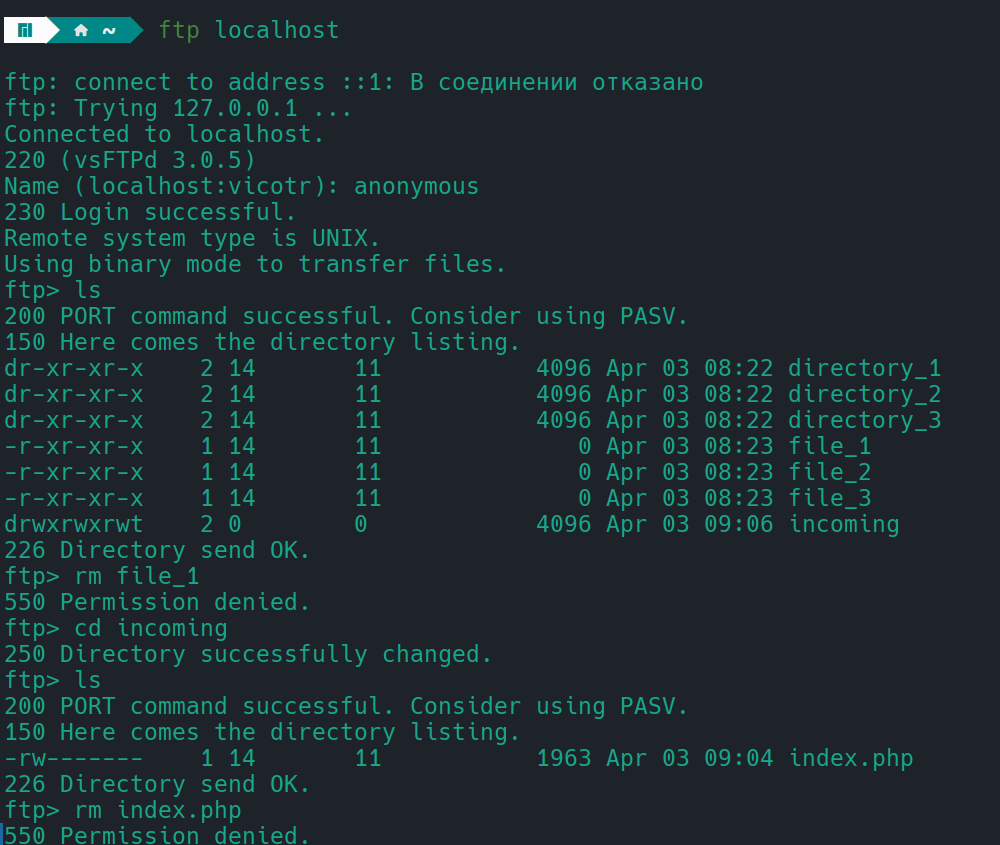 ~ ftp localhost
ftp: connect to address ::1: В соединении отказано
ftp: Trying 127.0.0.1 ...
Connected to localhost.
220 (vsFTPd 3.0.5)
Name (localhost:vicotr): anonymous
230 Login successful.
Remote system type is UNIX.
Using binary mode to transfer files.
ftp> ls
200 PORT command successful. Consider using PASV.
150 Here comes the directory listing.
dr-xr-xr-x    2 14       11           4096 Apr 03 08:22 directory_1
dr-xr-xr-x    2 14       11           4096 Apr 03 08:22 directory_2
dr-xr-xr-x    2 14       11           4096 Apr 03 08:22 directory_3
-r-xr-xr-x    1 14       11              0 Apr 03 08:23 file_1
-r-xr-xr-x    1 14       11              0 Apr 03 08:23 file_2
-r-xr-xr-x    1 14       11              0 Apr 03 08:23 file_3
drwxrwxrwt    2 0        0            4096 Apr 03 09:06 incoming
226 Directory send OK.
ftp> rm file_1
550 Permission denied.
ftp> cd incoming
250 Directory successfully changed.
ftp> ls
200 PORT command successful. Consider using PASV.
150 Here comes the directory listing.
-rw-------    1 14       11           1963 Apr 03 09:04 index.php
226 Directory send OK.
ftp> rm index.php
550 Permission denied.